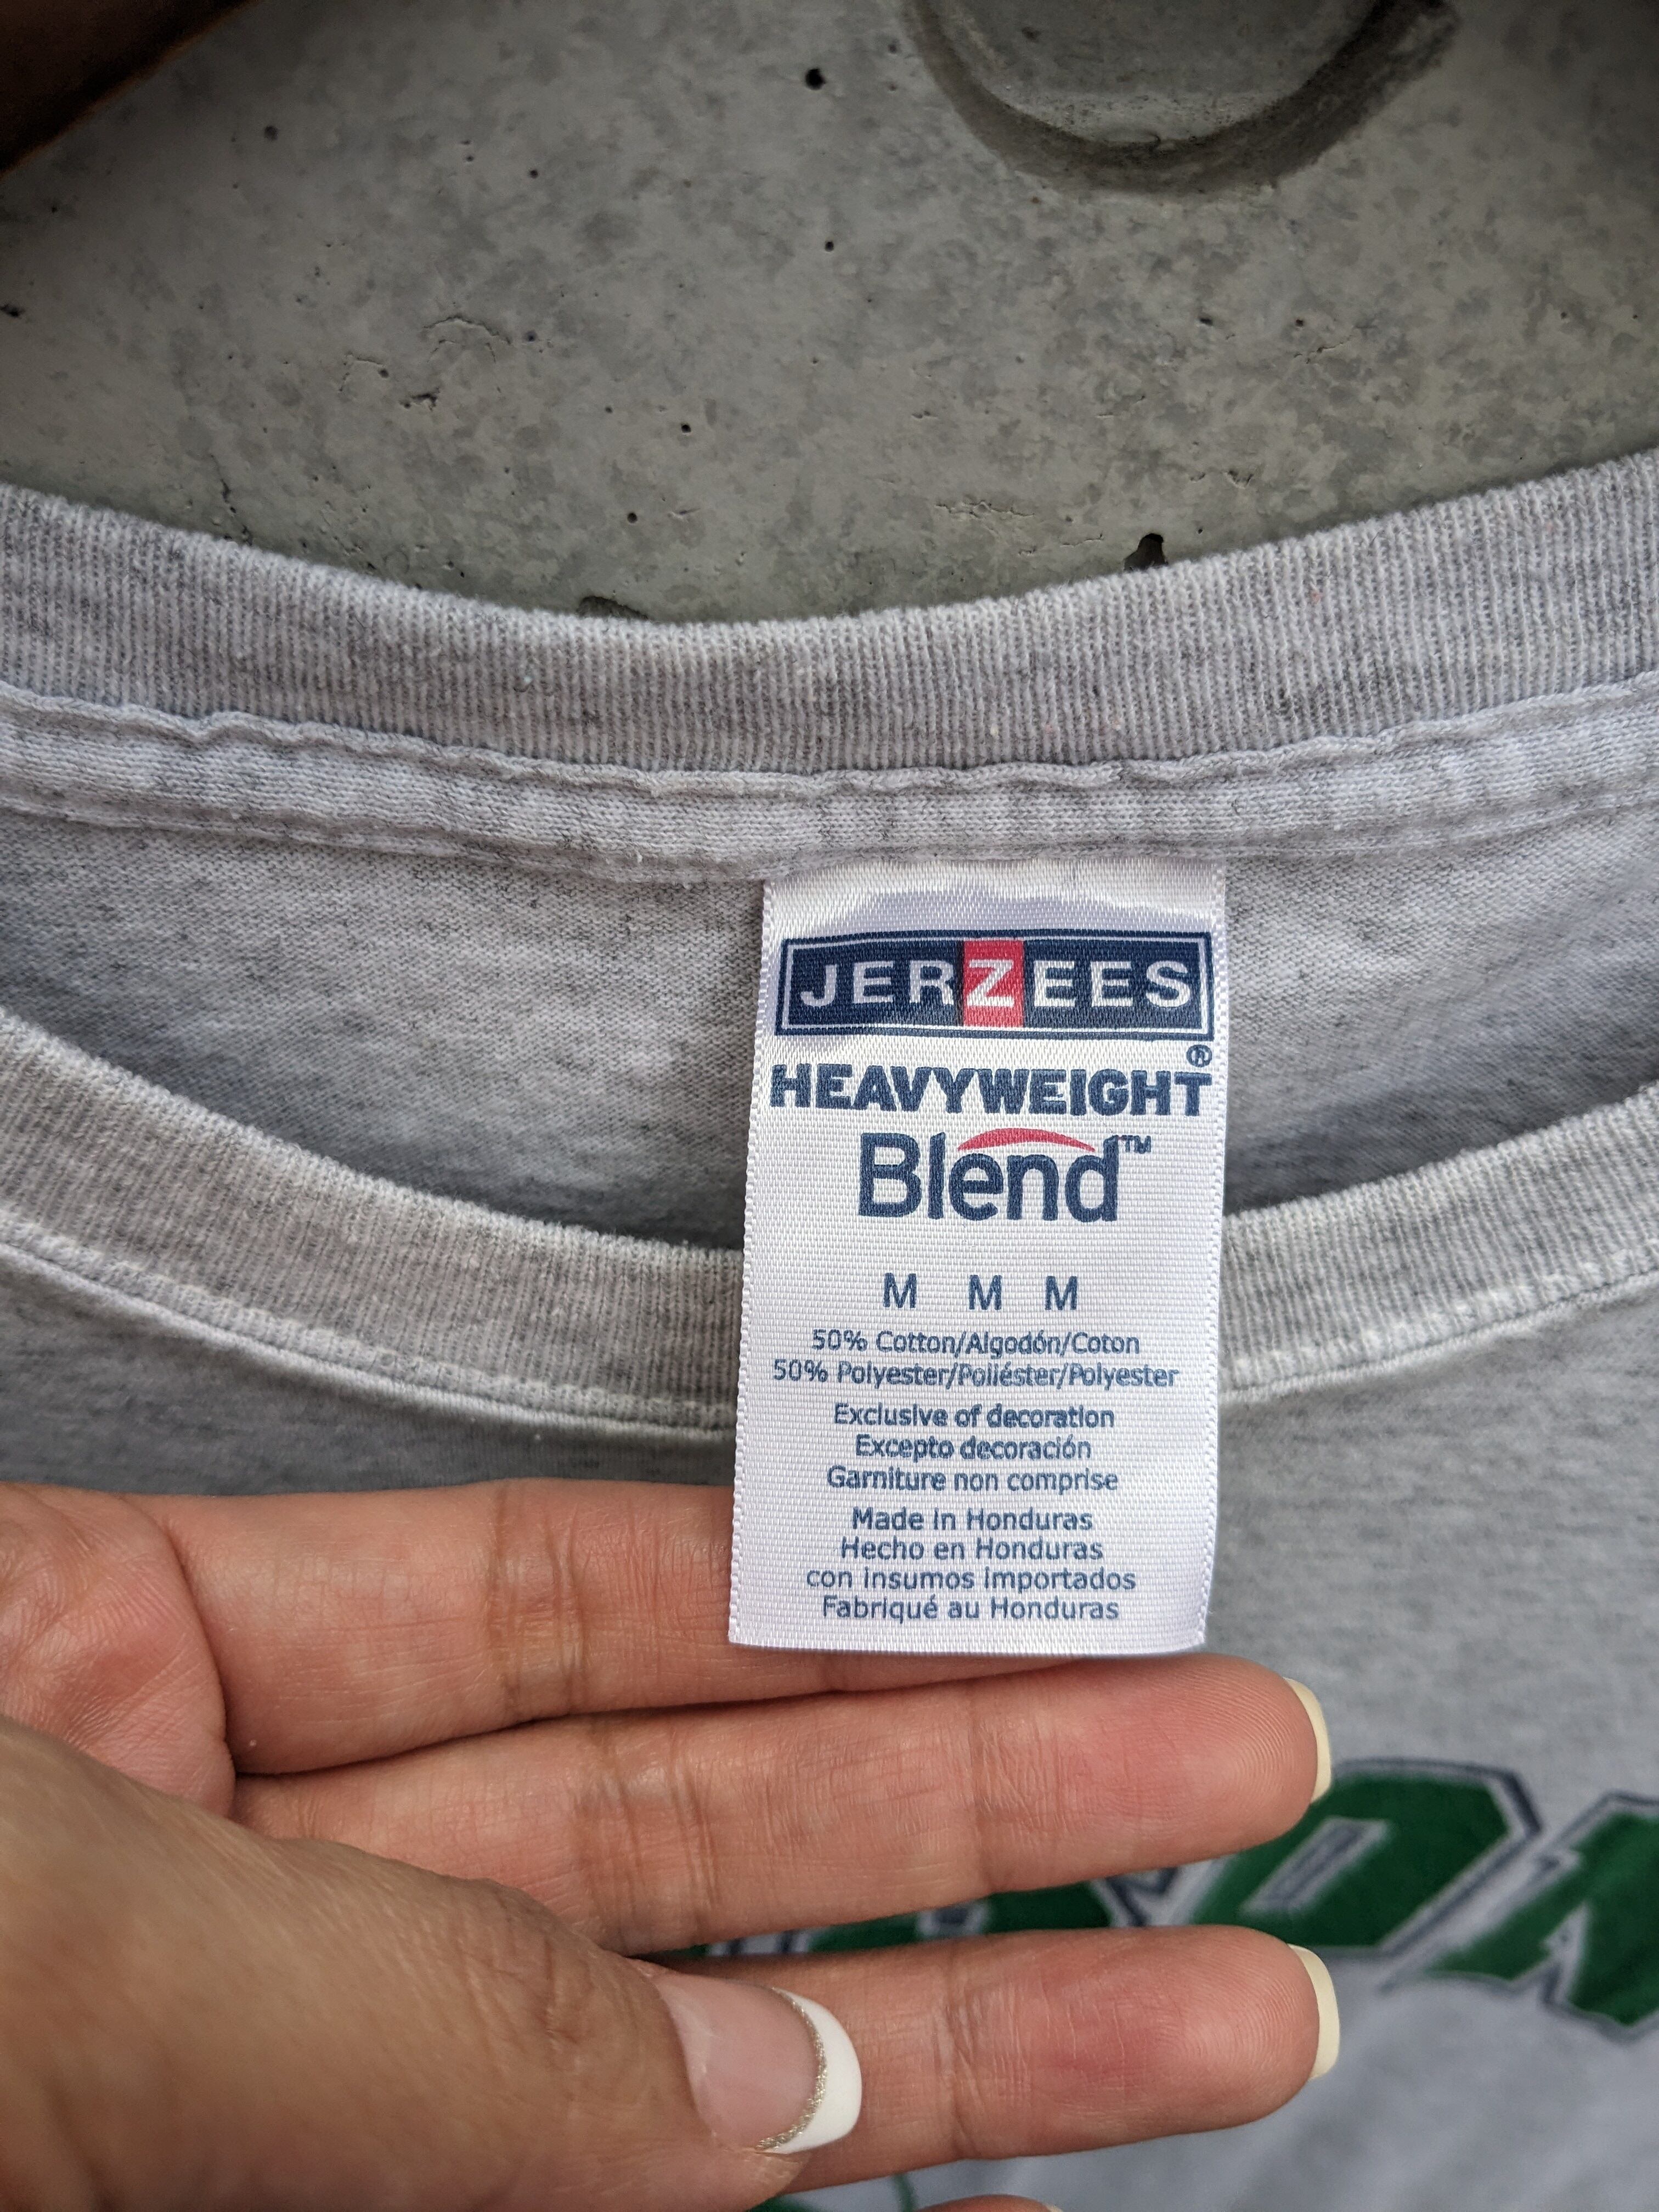 JERZEES
®
HEAVYWEIGHT
Blend™
M M M
50% Cotton/Algodón/Coton
50% Polyester/Poliéster/Polyester
Exclusive of decoration
Excepto decoración
Garniture non comprise
Made in Honduras
Hecho en Honduras
con insumos importados
Fabriqué au Honduras